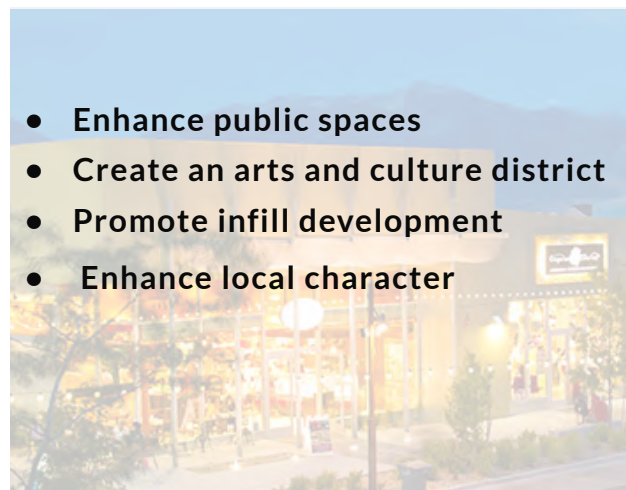 ● Enhance public spaces
● Create an arts and culture district
● Promote infill development
● Enhance local character